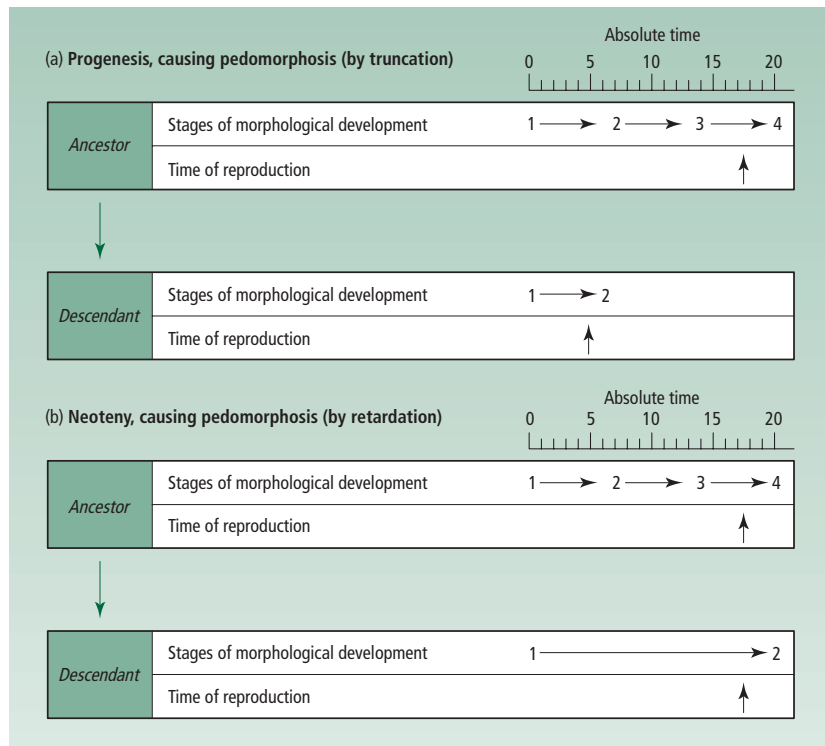 Absolute time
(a) Progenesis, causing pedomorphosis (by truncation)
0 5 10 15 20
Ancestor
Stages of morphological development
1 2 3 4
Time of reproduction
Descendant
Stages of morphological development
1 2
Time of reproduction
Absolute time
(b) Neoteny, causing pedomorphosis (by retardation)
0 5 10 15 20
Ancestor
Stages of morphological development
1 2 3 4
Time of reproduction
Descendant
Stages of morphological development
1 2
Time of reproduction